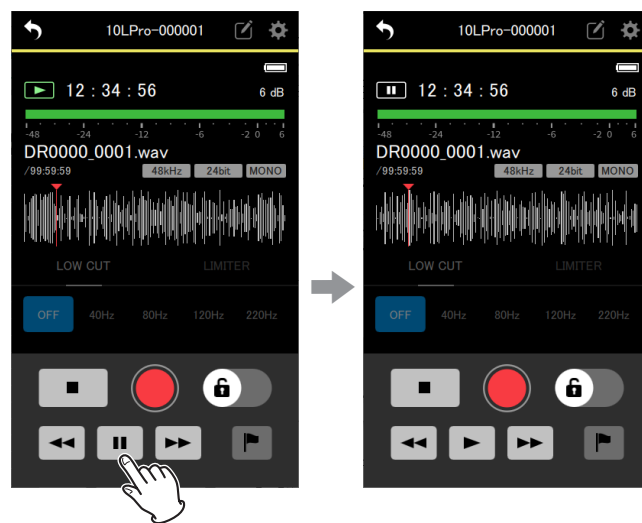 10LPro-000001
12 : 34 : 56
6 dB
-48 -24 -12 -6 -2 0 6
DR0000_0001.wav
/99:59:59 48kHz 24bit MONO
LOW CUT LIMITER
OFF 40Hz 80Hz 120Hz 220Hz
10LPro-000001
12 : 34 : 56
6 dB
-48 -24 -12 -6 -2 0 6
DR0000_0001.wav
/99:59:59 48kHz 24bit MONO
LOW CUT LIMITER
OFF 40Hz 80Hz 120Hz 220Hz